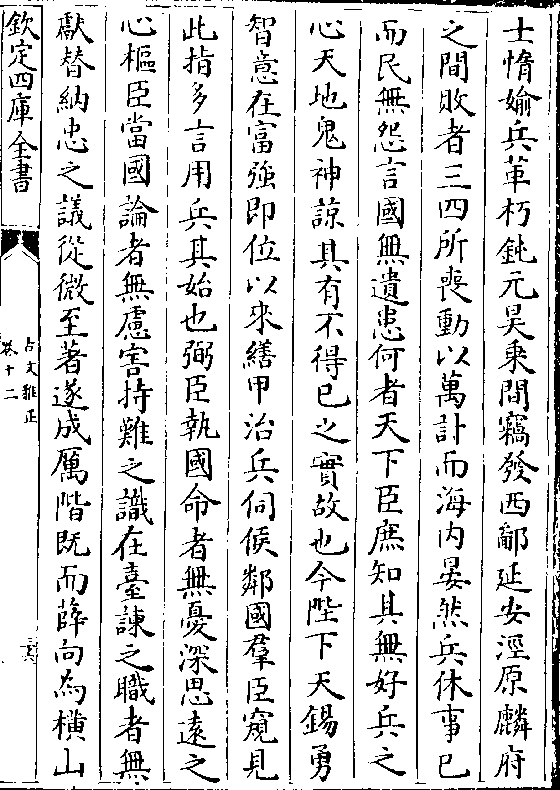 士惰媮兵革朽鈍元昊乗間竊發西鄙延安涇原麟府
之間敗者三四所喪動以萬計而海内晏然兵休事已
而民無怨言國無遺患何者天下臣庶知其無好兵之
心天地鬼神諒其有不得已之實故也今陛下天錫勇
智意在富強即位以來繕甲治兵伺候鄰國羣臣窺見
此指多言用兵其始也弼臣執國命者無憂深思遠之
心樞臣當國論者無慮害持難之識在臺諫之職者無
獻替納忠之議從微至著遂成厲階既而薛向為橫山
欽定四庫全書
古文雅正
卷十二
三六